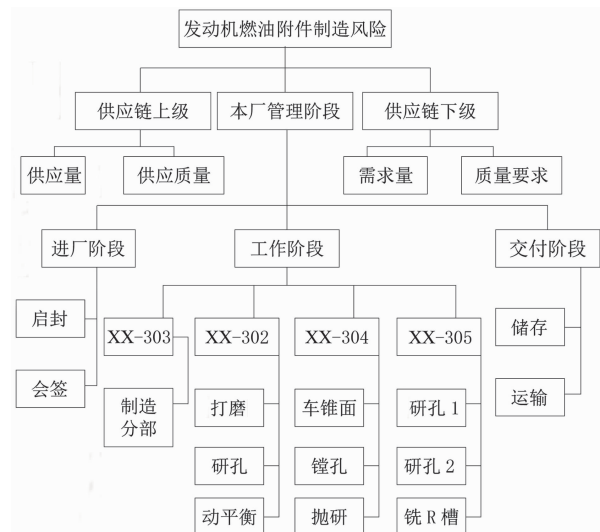 发动机燃油附件制造风险
供应链上级
本厂管理阶段
供应链下级
供应量
供应质量
需求量
质量要求
进厂阶段
工作阶段
交付阶段
启封
会签
XX-303
XX-302
XX-304
XX-305
制造
分部
打磨
研孔
动平衡
车锥面
镗孔
抛研
研孔 1
研孔 2
铣 R 槽
储存
运输